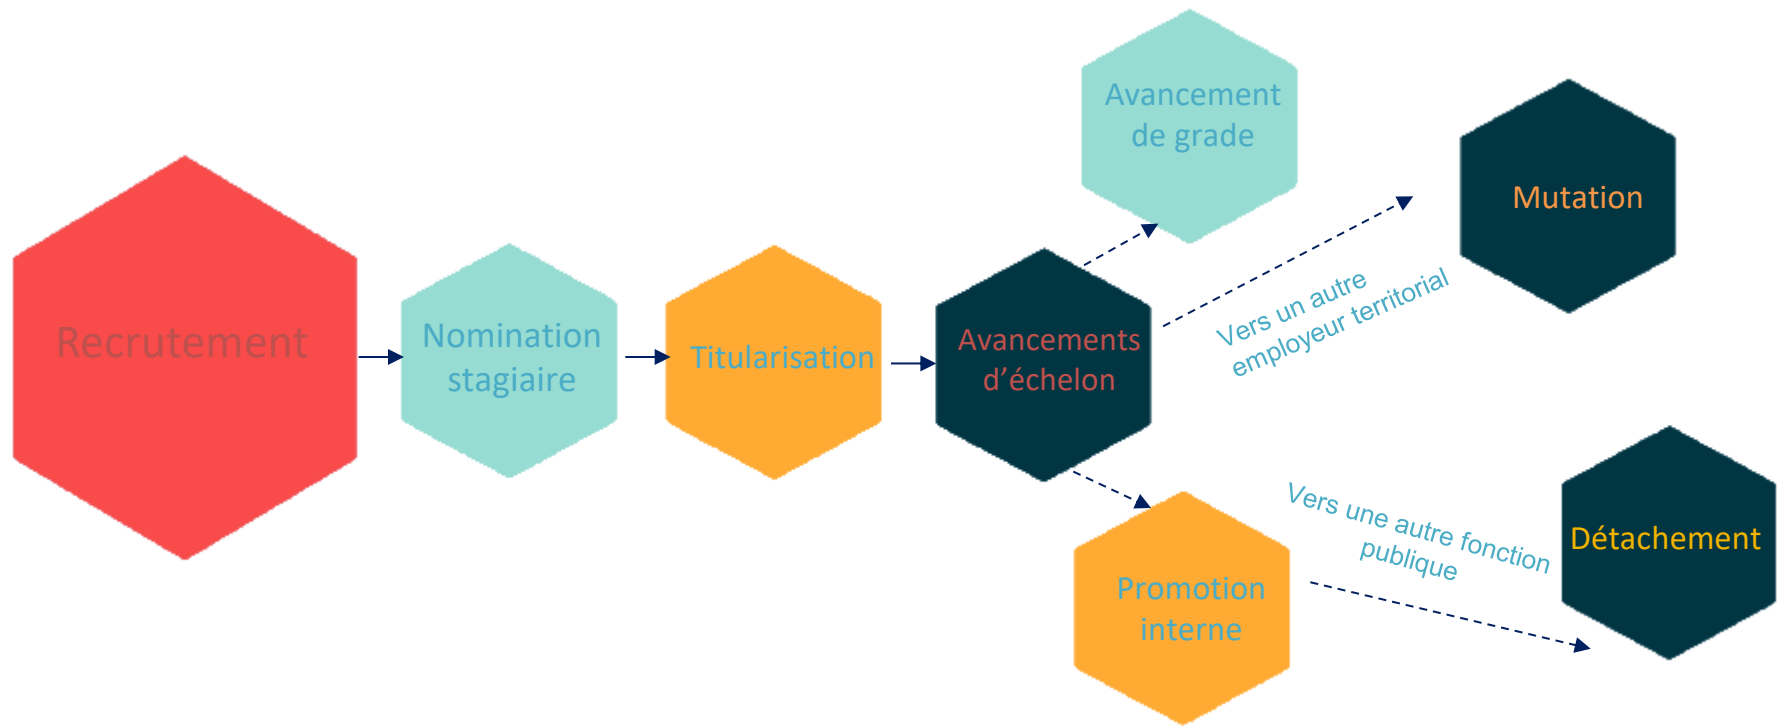 Recrutement
Nomination
stagiaire
Titularisation
Avancements
d’échelon
Avancement
de grade
Vers un autre
employeur territorial
Mutation
Promotion
interne
Vers une autre fonction
publique
Détachement